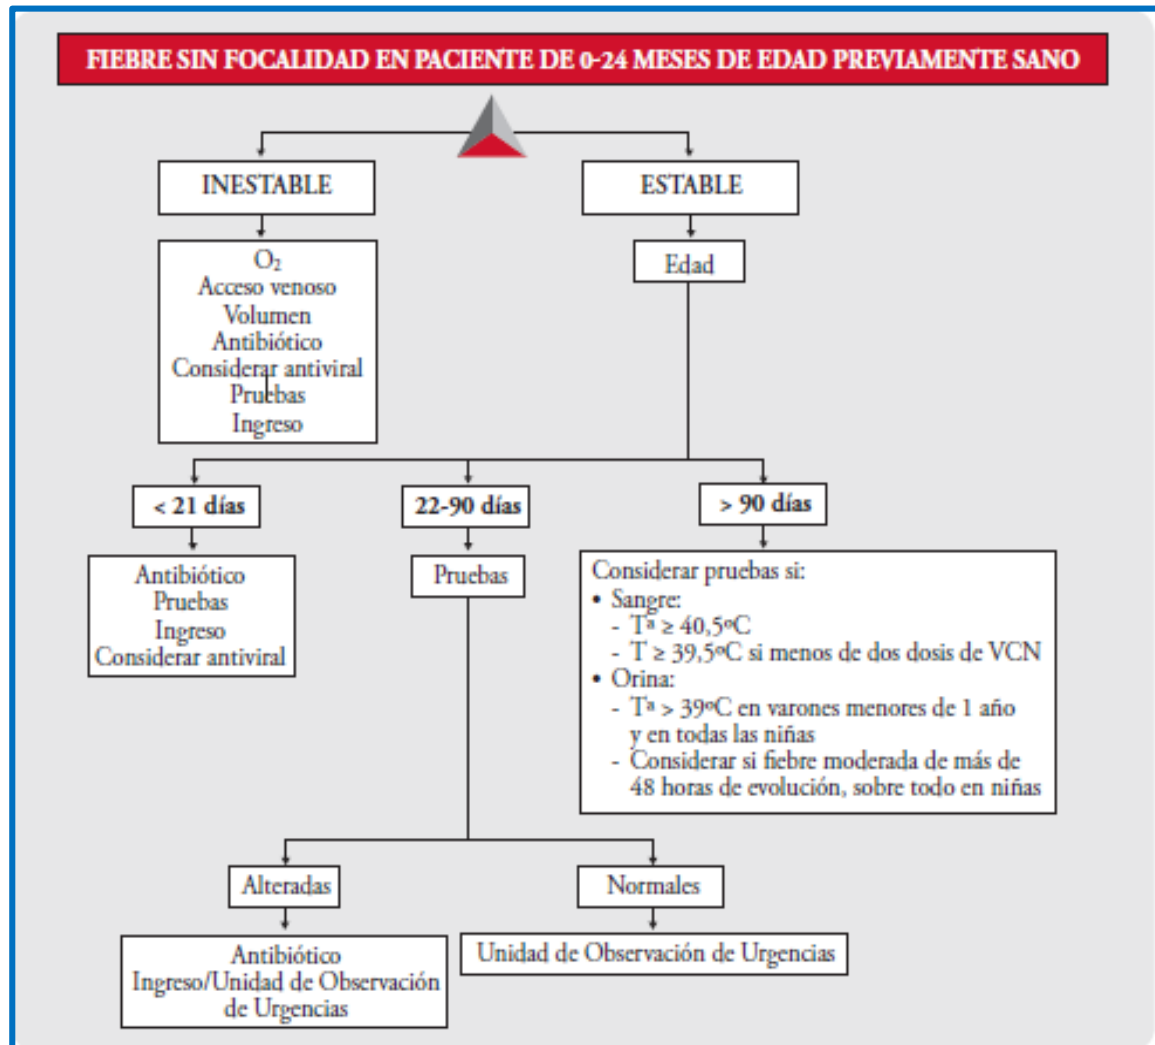 FIEBRE SIN FOCALIDAD EN PACIENTE DE 0-24 MESES DE EDAD PREVIAMENTE SANO
INESTABLE
ESTABLE
O₂
Acceso venoso
Volumen
Antibiótico
Considerar antiviral
Pruebas
Ingreso
Edad
< 21 días
22-90 días
> 90 días
Antibiótico
Pruebas
Ingreso
Considerar antiviral
Pruebas
Considerar pruebas si:
• Sangre:
- Tª ≥ 40,5ºC
- T ≥ 39,5ºC si menos de dos dosis de VCN
• Orina:
- Tª > 39ºC en varones menores de 1 año
y en todas las niñas
- Considerar si fiebre moderada de más de
48 horas de evolución, sobre todo en niñas
Alteradas
Normales
Antibiótico
Ingreso/Unidad de Observación
de Urgencias
Unidad de Observación de Urgencias